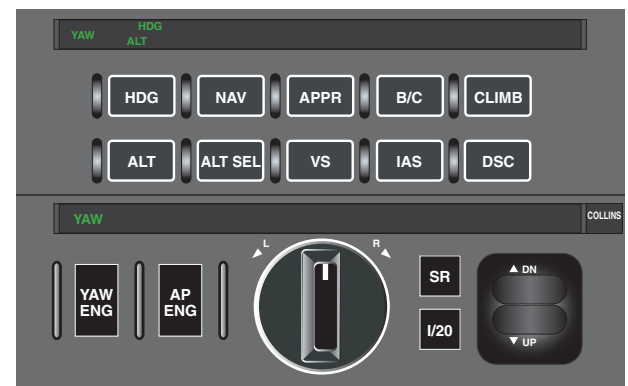 HDG
YAW ALT
HDG NAV APPR B/C CLIMB
ALT ALT SEL VS IAS DSC
YAW COLLINS
L R
YAW ENG
AP ENG
SR
I/20
DN
UP